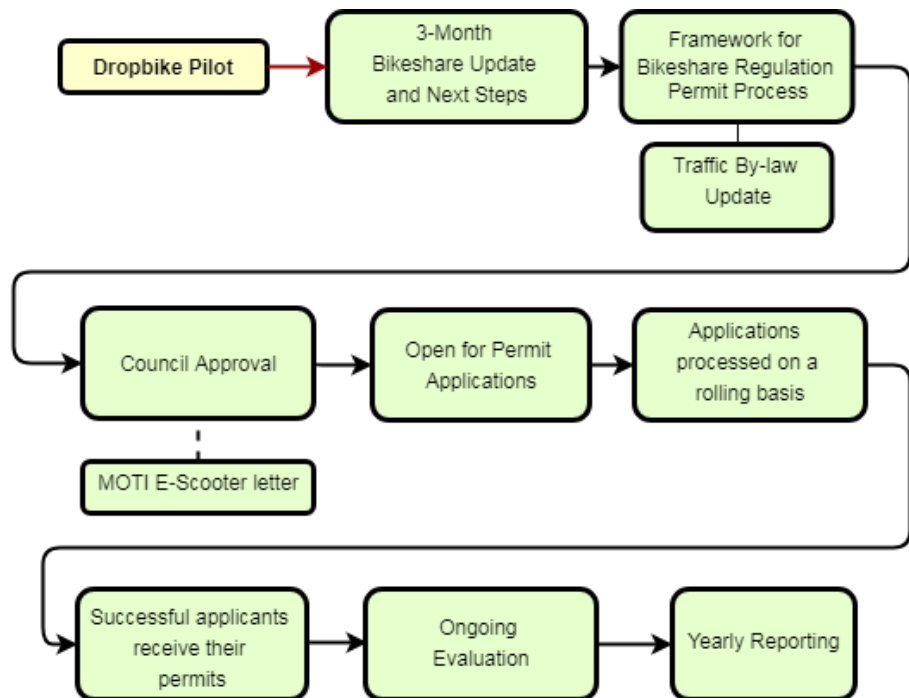 Dropbike Pilot
3-Month
Bikeshare Update
and Next Steps
Framework for
Bikeshare Regulation
Permit Process
Traffic By-law
Update
Council Approval
MOTI E-Scooter letter
Open for Permit
Applications
Applications
processed on a
rolling basis
Successful applicants
receive their
permits
Ongoing
Evaluation
Yearly Reporting